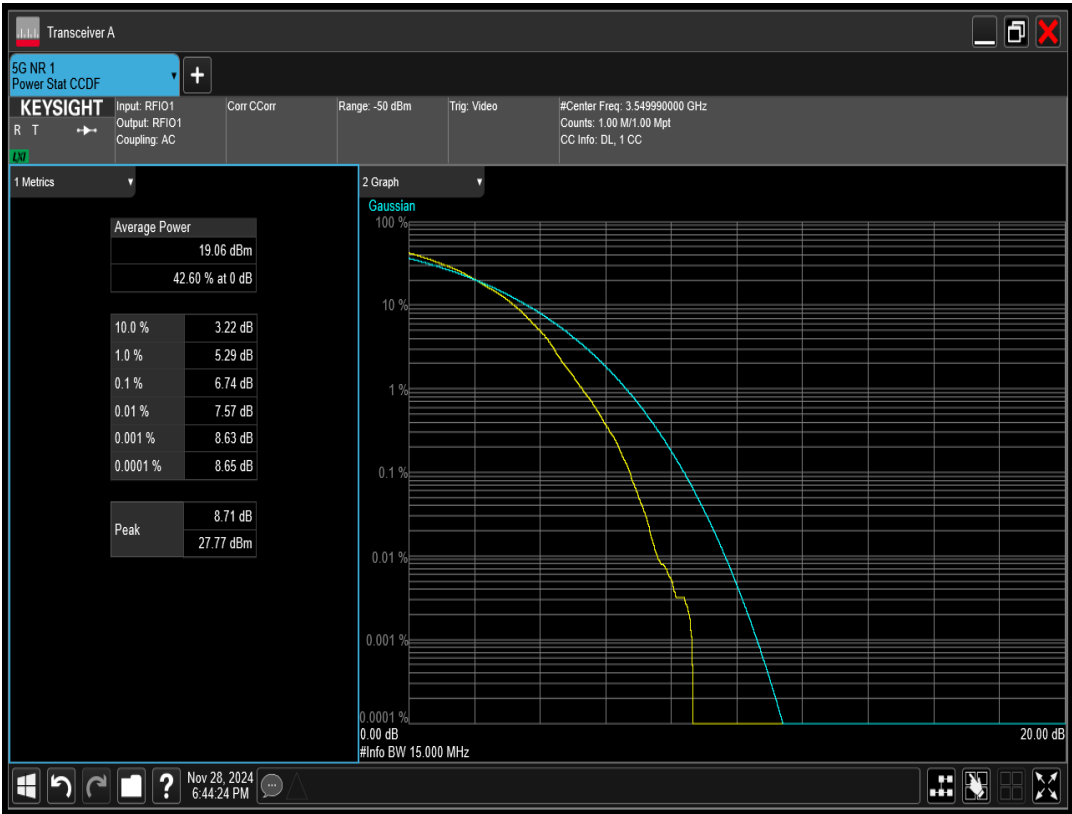 Transceiver A
5G NR 1
Power Stat CCDF
KEYSIGHT
R T
LXI
Input: RFIO1
Output: RFIO1
Coupling: AC
Corr CCorr
Range: -50 dBm
Trig: Video
#Center Freq: 3.549990000 GHz
Counts: 1.00 M/1.00 Mpt
CC Info: DL, 1 CC
1 Metrics
Average Power
19.06 dBm
42.60 % at 0 dB
10.0 % 3.22 dB
1.0 % 5.29 dB
0.1 % 6.74 dB
0.01 % 7.57 dB
0.001 % 8.63 dB
0.0001 % 8.65 dB
Peak 8.71 dB
27.77 dBm
2 Graph
Gaussian
100 %
10 %
1 %
0.1 %
0.01 %
0.001 %
0.0001 %
0.00 dB 20.00 dB
#Info BW 15.000 MHz
? Nov 28, 2024
6:44:24 PM